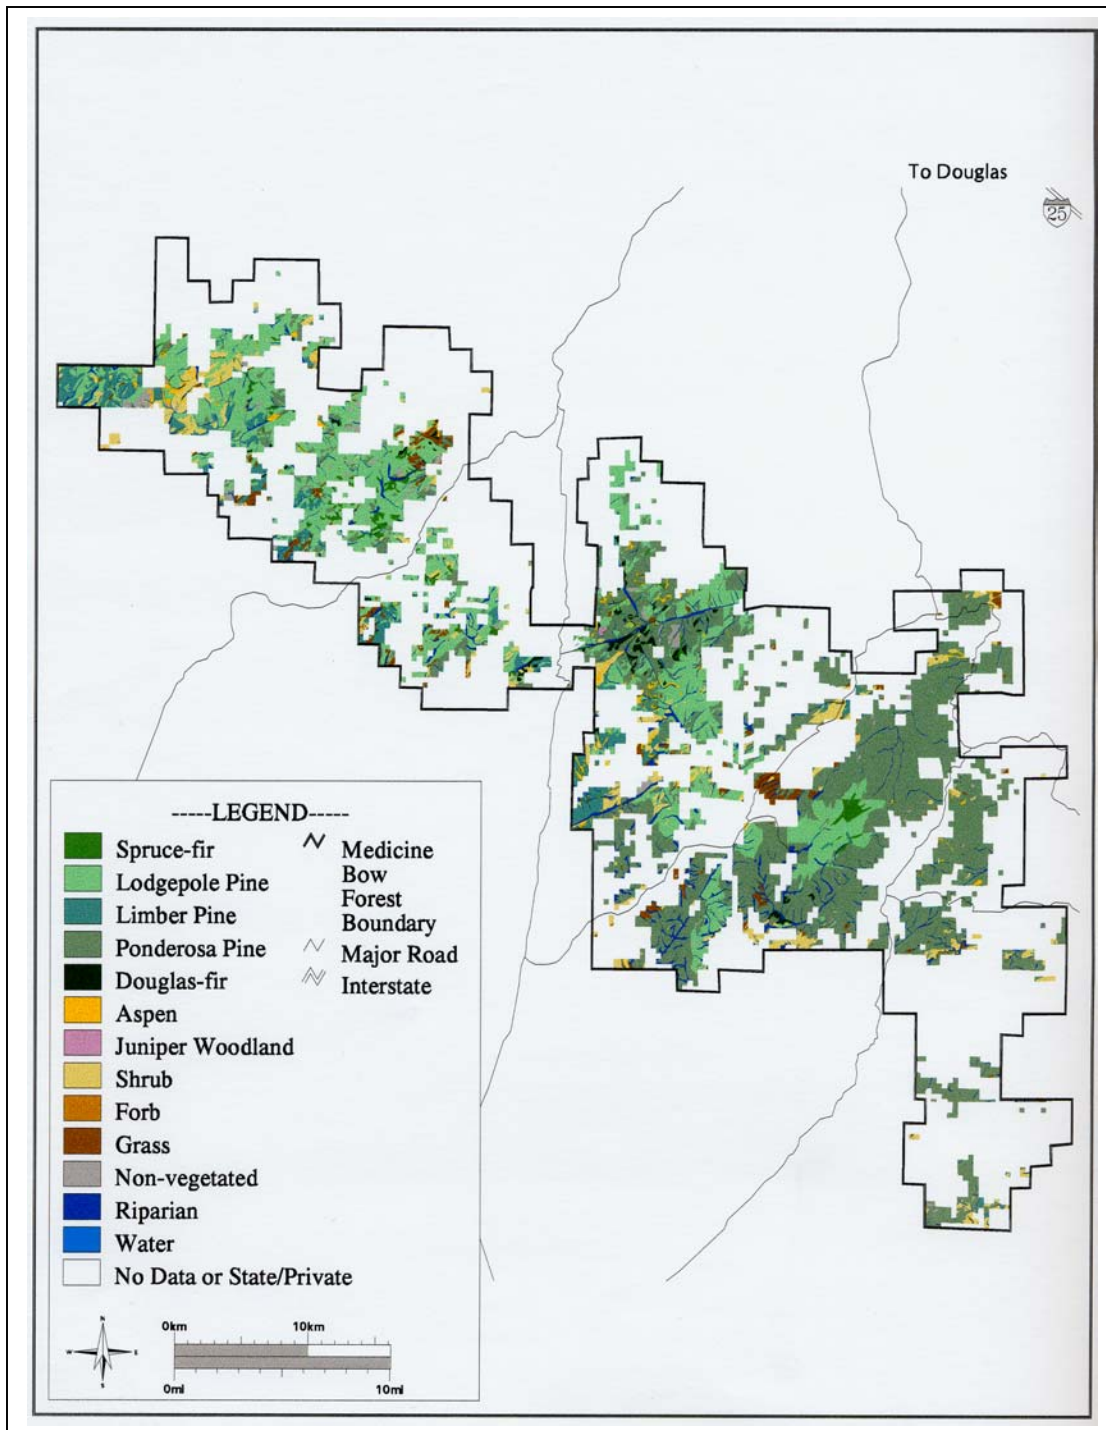 To Douglas
25
-----LEGEND-----
Spruce-fir
Lodgepole Pine
Limber Pine
Ponderosa Pine
Douglas-fir
Aspen
Juniper Woodland
Shrub
Forb
Grass
Non-vegetated
Riparian
Water
No Data or State/Private
Medicine
Bow
Forest
Boundary
Major Road
Interstate
N
W
E
S
0km
10km
0mi
10mi